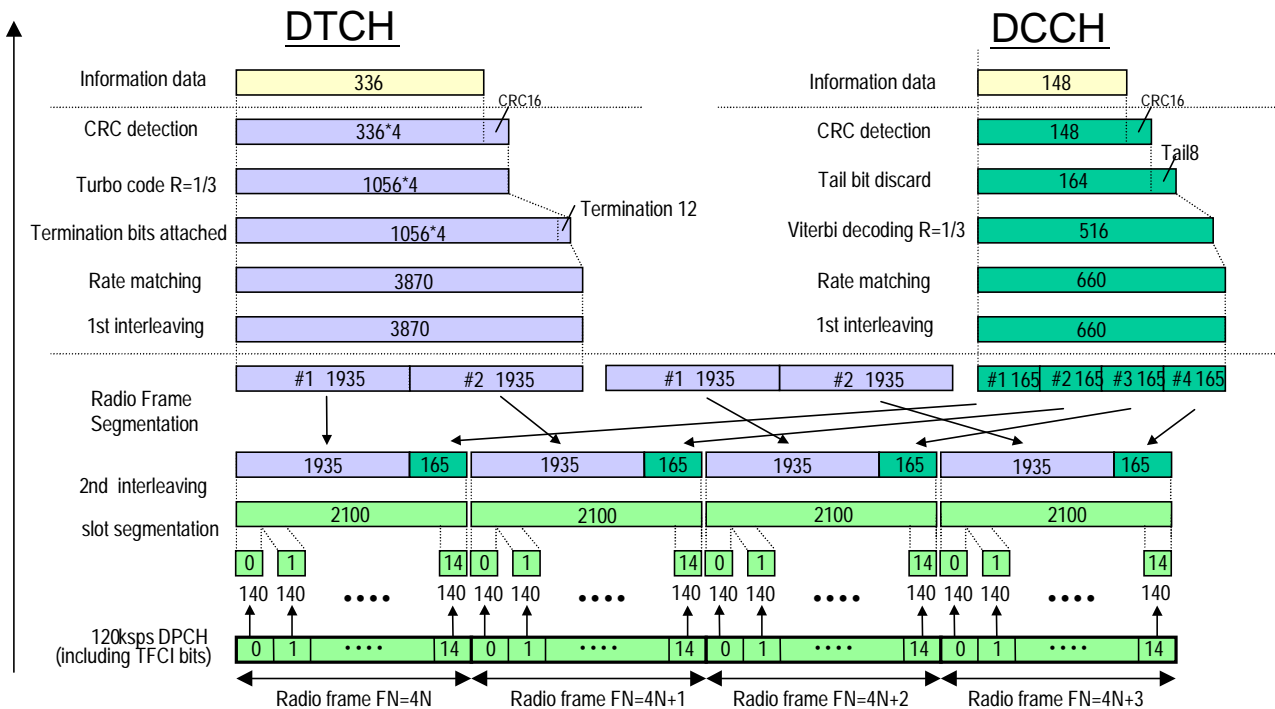 DTCH DCCH
Information data 336 Information data 148
CRC16 CRC16
CRC detection 336*4 CRC detection 148
Tail8
Turbo code R=1/3 1056*4 Tail bit discard 164
Termination 12
Termination bits attached 1056*4 Viterbi decoding R=1/3 516
Rate matching 3870 Rate matching 660
1st interleaving 3870 1st interleaving 660
#1 1935 #2 1935 #1 1935 #2 1935 #1 165 #2 165 #3 165 #4 165
Radio Frame
Segmentation
1935 165 1935 165 1935 165 1935 165
2nd interleaving
2100 2100 2100 2100
slot segmentation
0 1 14 0 1 14 0 1 14 0 1 14
140 140 •••• 140 140 140 •••• 140 140 140 •••• 140 140 140 •••• 140
120ksps DPCH
(including TFCI bits)
0 1 •••• 14 0 1 •••• 14 0 1 •••• 14 0 1 •••• 14
Radio frame FN=4N Radio frame FN=4N+1 Radio frame FN=4N+2 Radio frame FN=4N+3